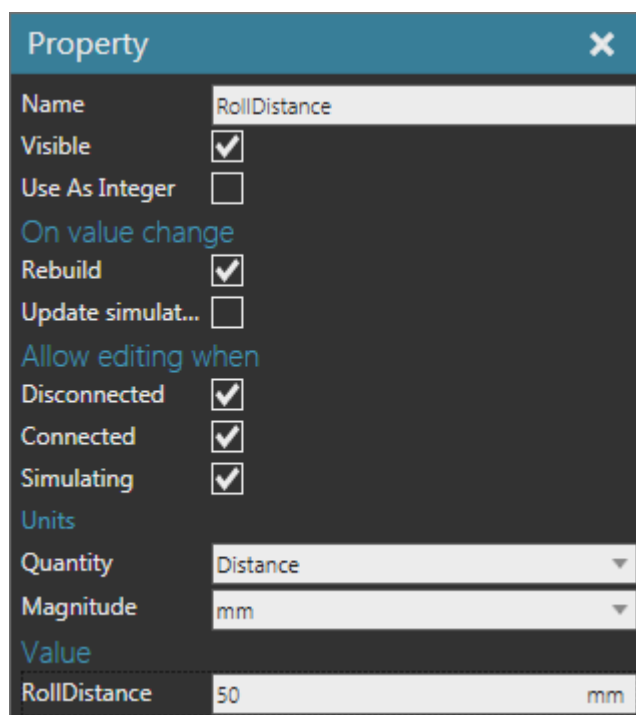 Property
Name RollDistance
Visible
Use As Integer
On value change
Rebuild
Update simulat...
Allow editing when
Disconnected
Connected
Simulating
Units
Quantity Distance
Magnitude mm
Value
RollDistance 50 mm